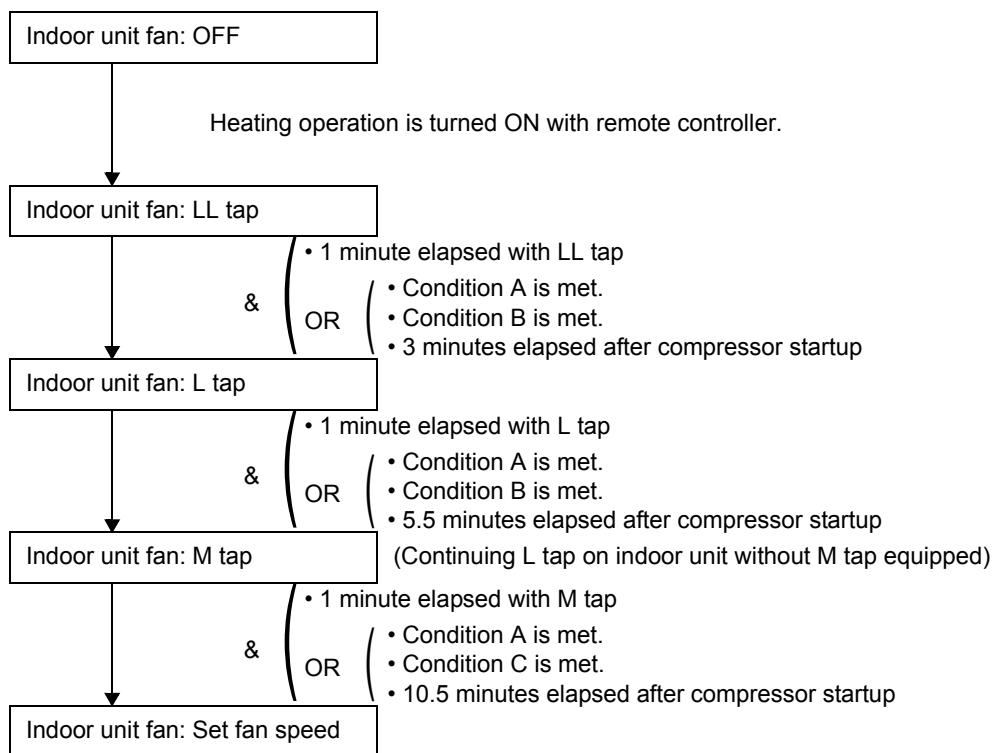 Indoor unit fan: OFF
Heating operation is turned ON with remote controller.
Indoor unit fan: LL tap
• 1 minute elapsed with LL tap
&
OR
• Condition A is met.
• Condition B is met.
• 3 minutes elapsed after compressor startup
Indoor unit fan: L tap
• 1 minute elapsed with L tap
&
OR
• Condition A is met.
• Condition B is met.
• 5.5 minutes elapsed after compressor startup
Indoor unit fan: M tap
(Continuing L tap on indoor unit without M tap equipped)
• 1 minute elapsed with M tap
&
OR
• Condition A is met.
• Condition C is met.
• 10.5 minutes elapsed after compressor startup
Indoor unit fan: Set fan speed